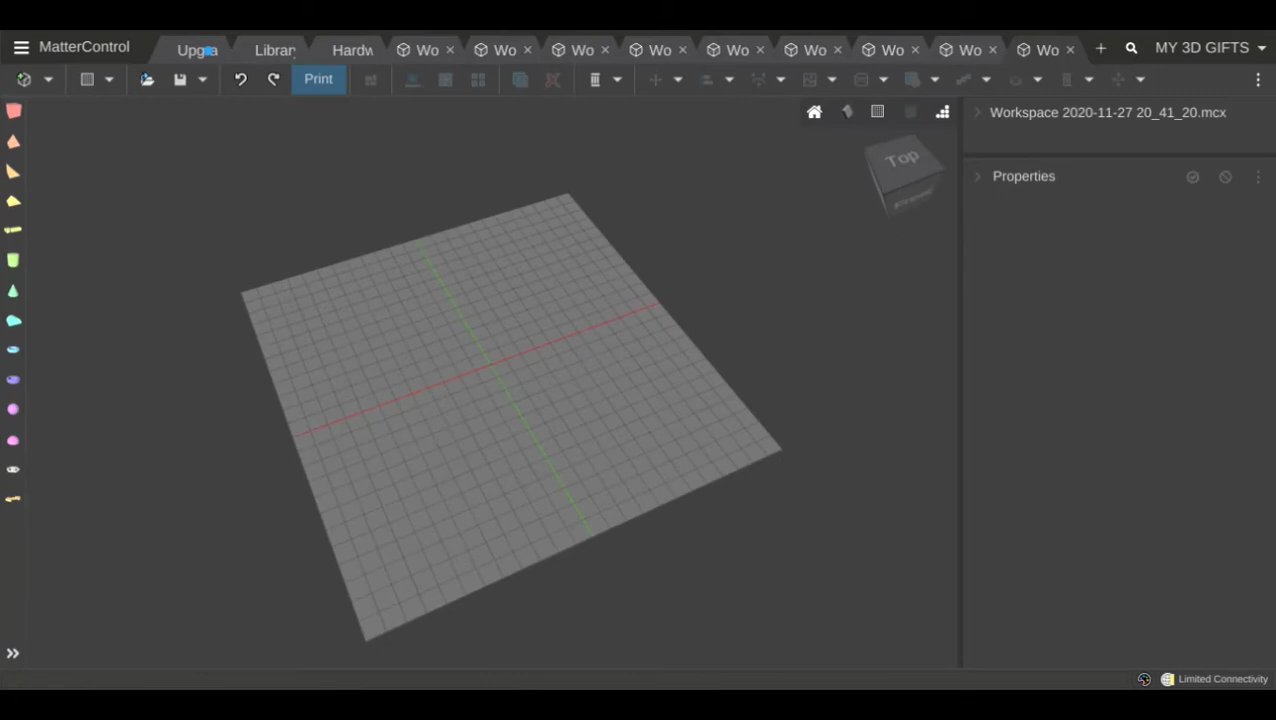 MatterControl
Upgra
Library
Hardw
Wo
Wo
Wo
Wo
Wo
Wo
Wo
Wo
Wo
MY 3D GIFTS
Print
Workspace 2020-11-27 20_41_20.mcx
Top
Properties
Limited Connectivity